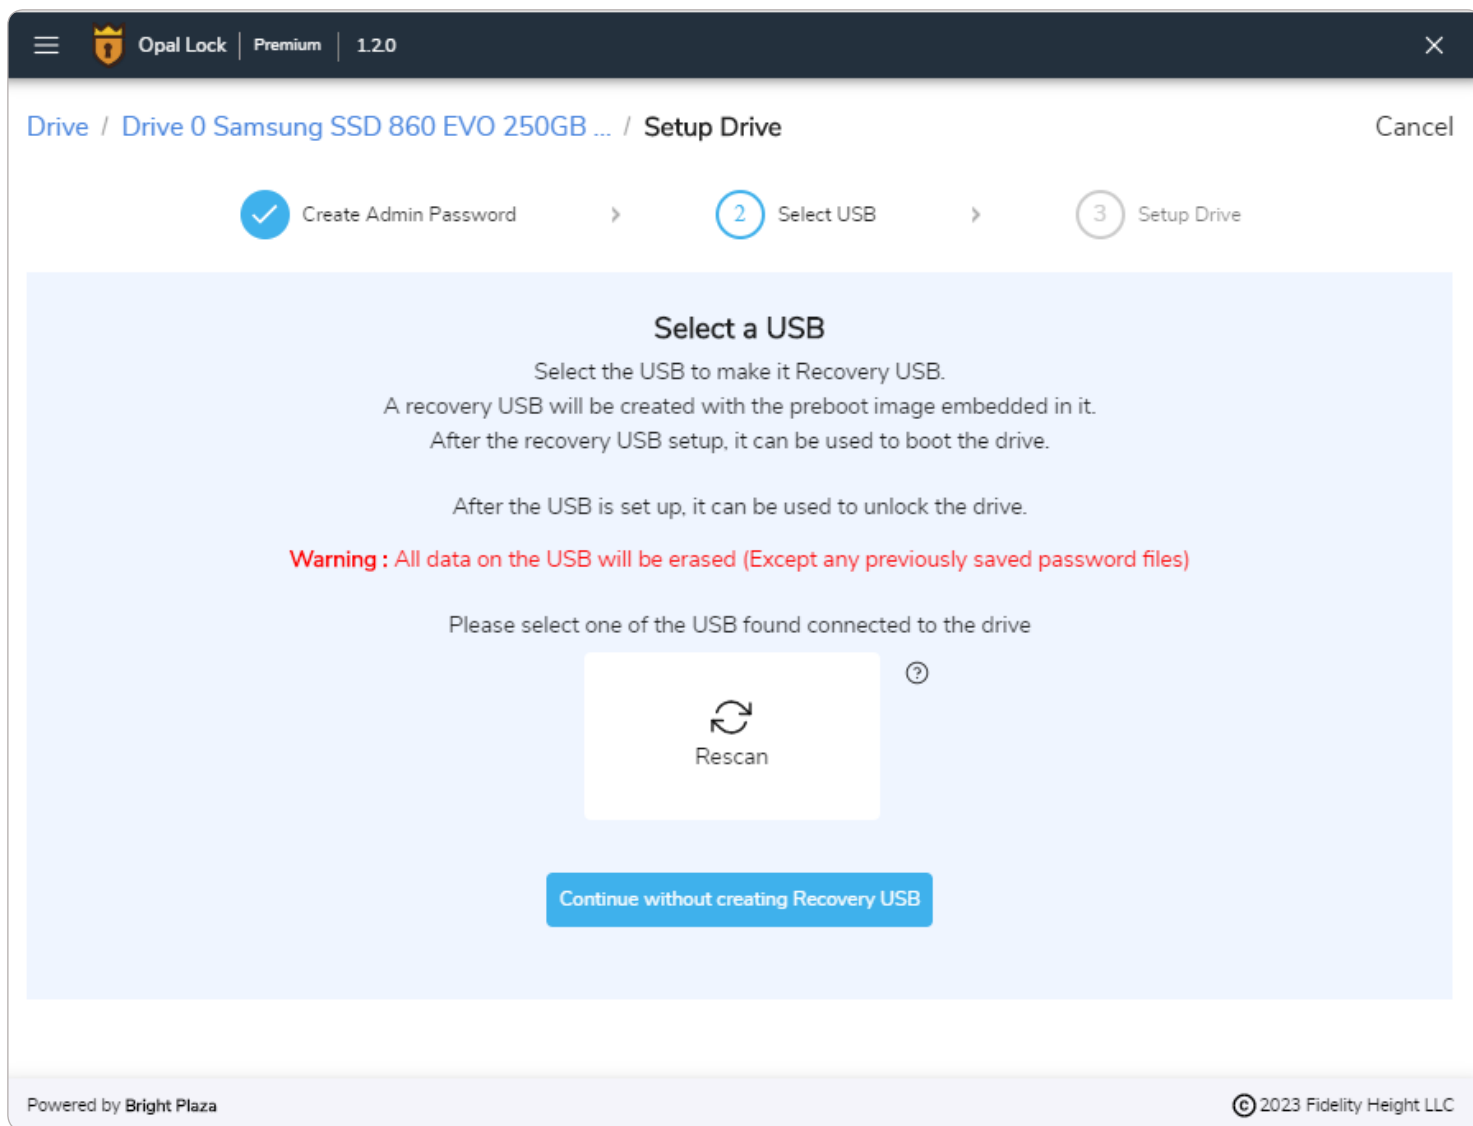 Opal Lock | Premium | 1.2.0
Drive / Drive 0 Samsung SSD 860 EVO 250GB ... / Setup Drive
Cancel
Create Admin Password > 2 Select USB > 3 Setup Drive
Select a USB
Select the USB to make it Recovery USB.
A recovery USB will be created with the preboot image embedded in it.
After the recovery USB setup, it can be used to boot the drive.
After the USB is set up, it can be used to unlock the drive.
Warning : All data on the USB will be erased (Except any previously saved password files)
Please select one of the USB found connected to the drive
?
Rescan
Continue without creating Recovery USB
Powered by Bright Plaza
© 2023 Fidelity Height LLC